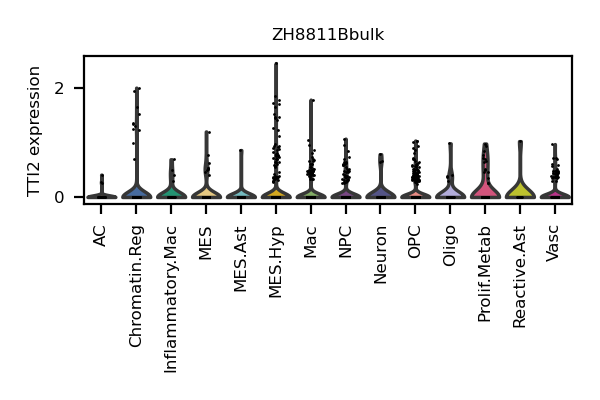 ZH8811Bbulk
TTI2 expression
2
0
AC
Chromatin.Reg
Inflammatory.Mac
MES
MES.Ast
MES.Hyp
Mac
NPC
Neuron
OPC
Oligo
Prolif.Metab
Reactive.Ast
Vasc